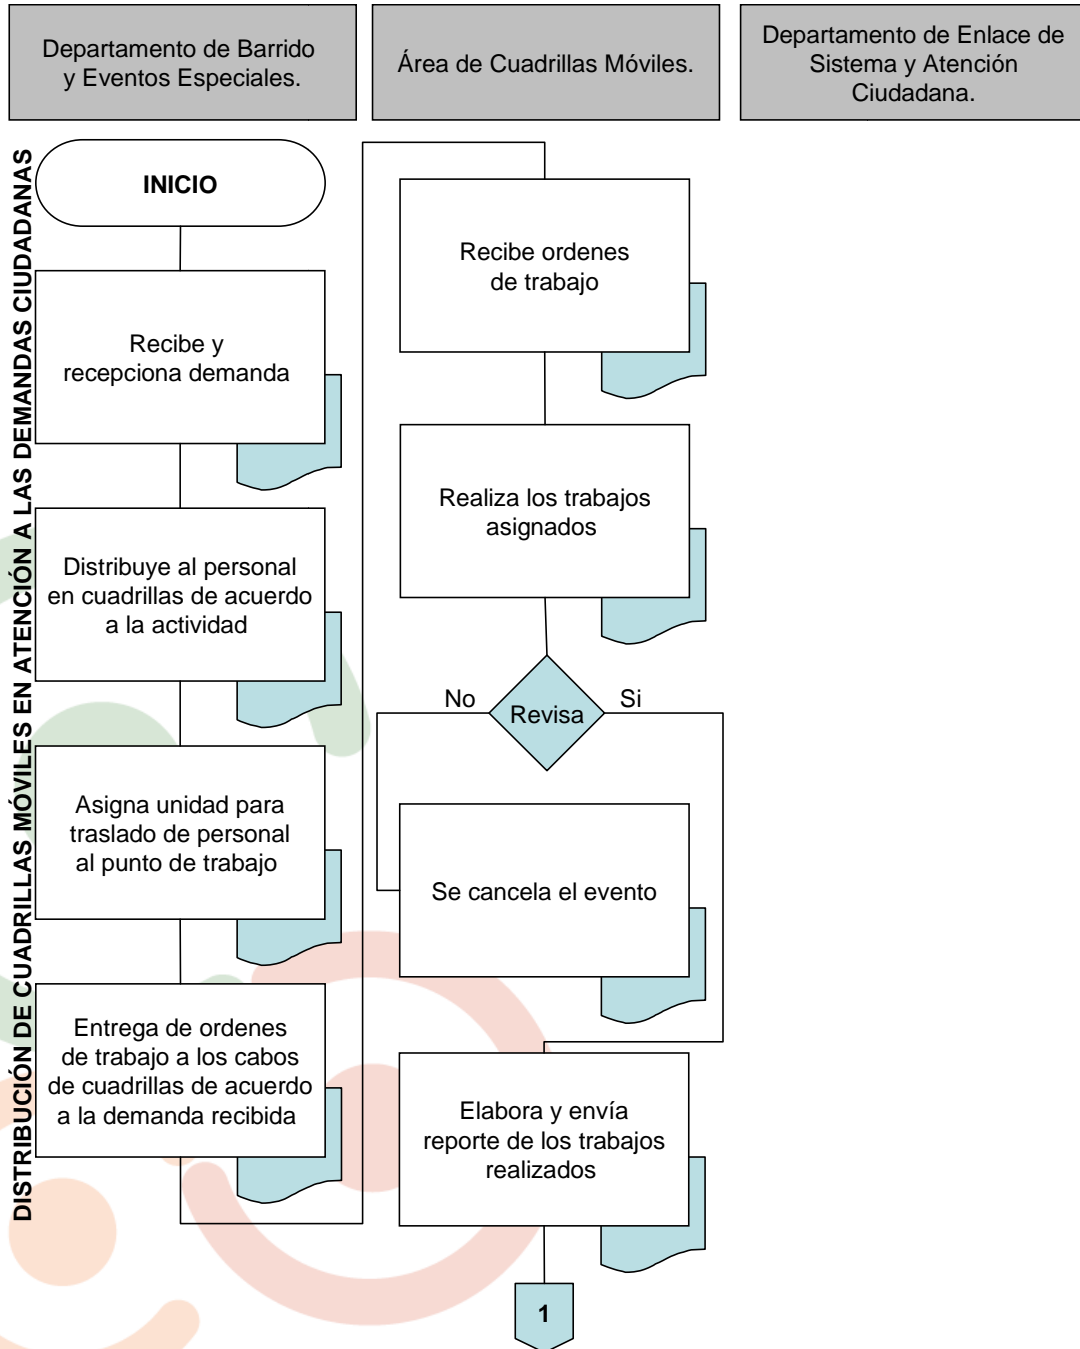 Departamento de Barrido
y Eventos Especiales.
Área de Cuadrillas Móviles.
Departamento de Enlace de
Sistema y Atención
Ciudadana.
DISTRIBUCIÓN DE CUADRILLAS MÓVILES EN ATENCIÓN A LAS DEMANDAS CIUDADANAS
INICIO
Recibe y
recepciona demanda
Distribuye al personal
en cuadrillas de acuerdo
a la actividad
Asigna unidad para
traslado de personal
al punto de trabajo
Entrega de ordenes
de trabajo a los cabos
de cuadrillas de acuerdo
a la demanda recibida
Recibe ordenes
de trabajo
Realiza los trabajos
asignados
No
Revisa
Si
Se cancela el evento
Elabora y envía
reporte de los trabajos
realizados
1